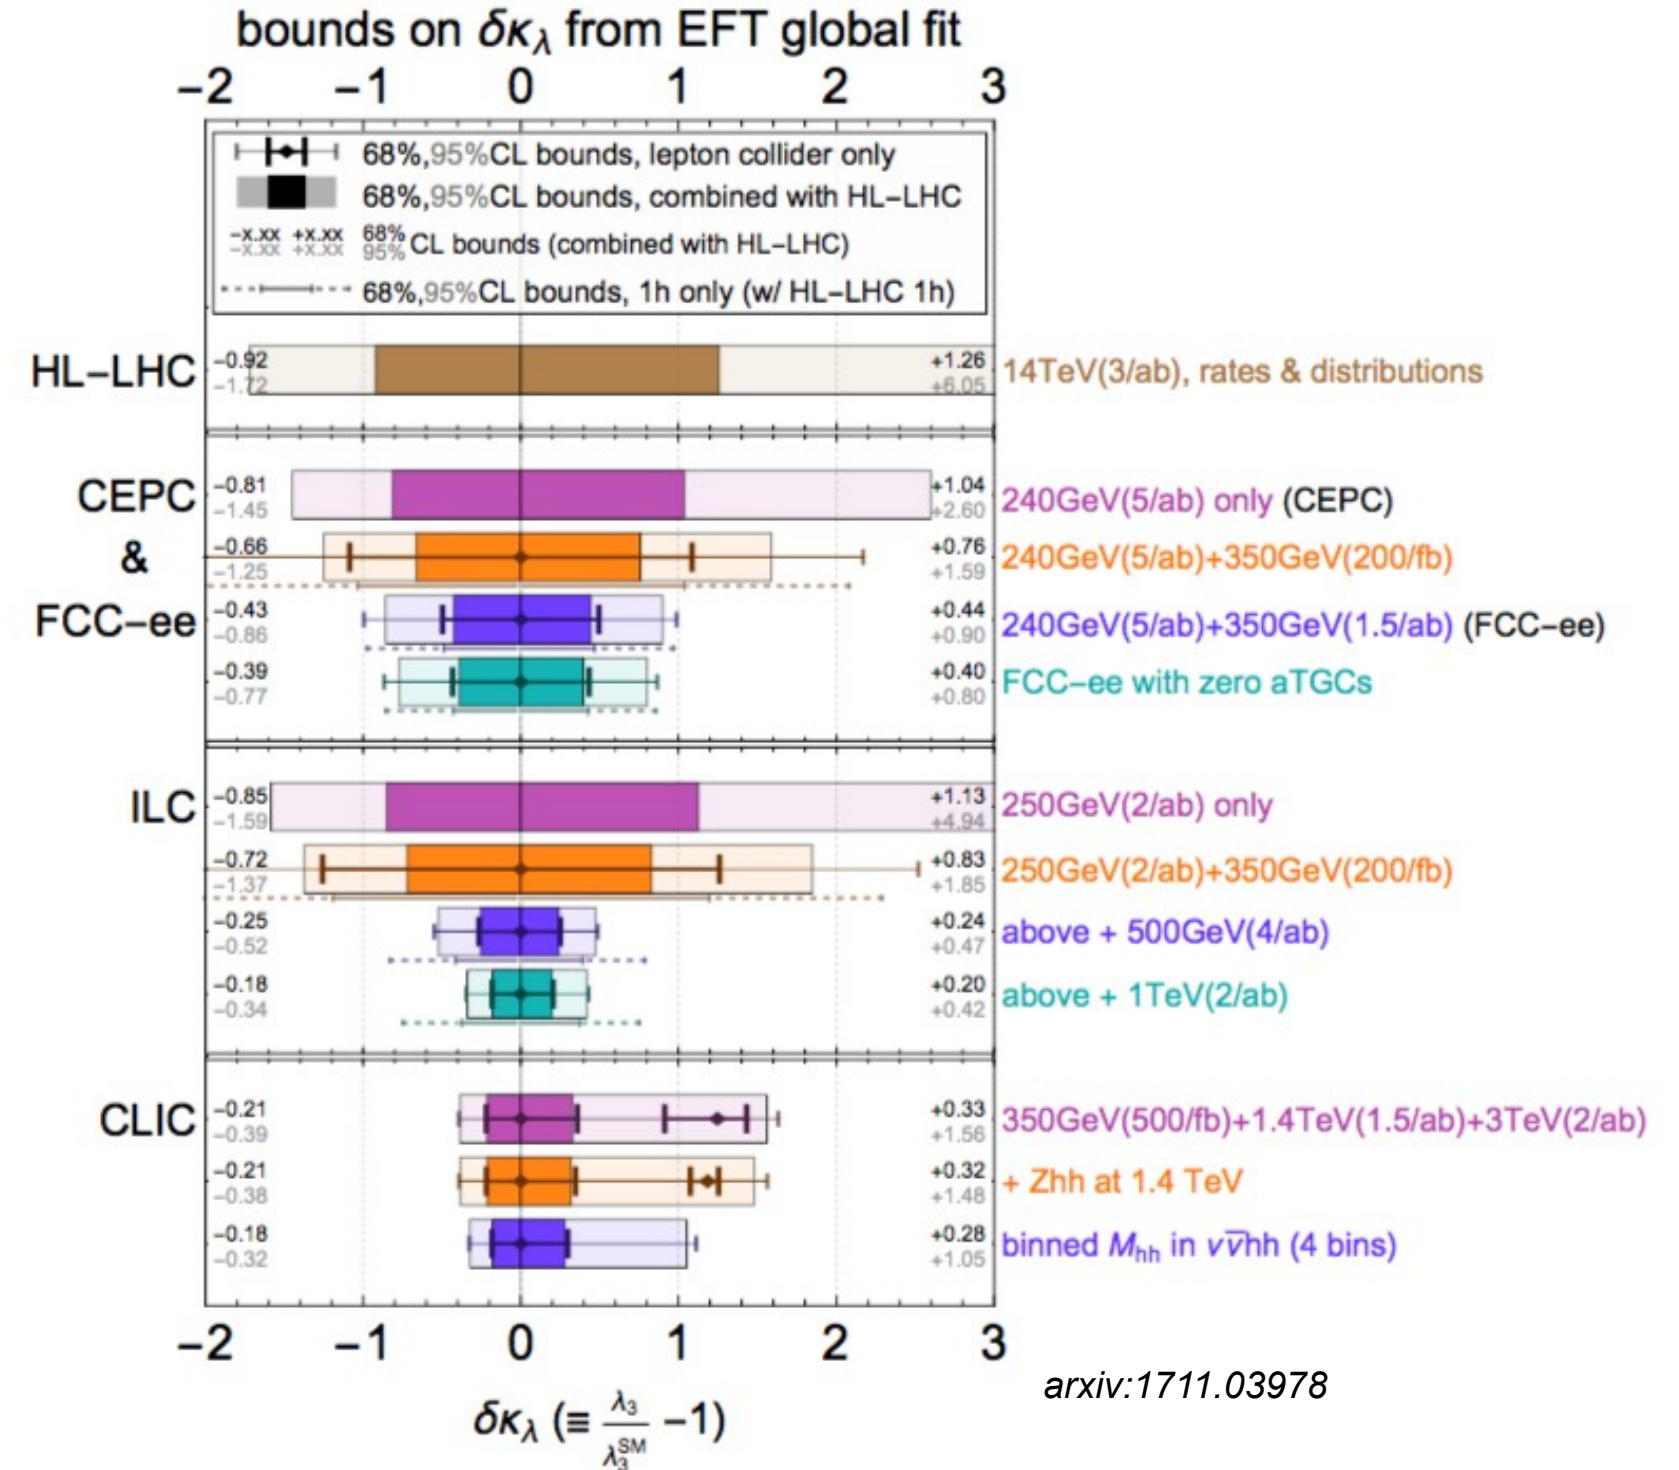 bounds on δκλ from EFT global fit
−2 −1 0 1 2 3
68%,95%CL bounds, lepton collider only
68%,95%CL bounds, combined with HL−LHC
−x.xx +x.xx 68%
−x.xx +x.xx 95% CL bounds (combined with HL−LHC)
68%,95%CL bounds, 1h only (w/ HL−LHC 1h)
HL−LHC −0.92 +1.26 14TeV(3/ab), rates & distributions
−1.72 +6.05
CEPC −0.81 +1.04 240GeV(5/ab) only (CEPC)
−1.45 +2.60
& −0.66 +0.76 240GeV(5/ab)+350GeV(200/fb)
−1.25 +1.59
FCC−ee −0.43 +0.44 240GeV(5/ab)+350GeV(1.5/ab) (FCC−ee)
−0.86 +0.90
−0.39 +0.40 FCC−ee with zero aTGCs
−0.77 +0.80
ILC −0.85 +1.13 250GeV(2/ab) only
−1.59 +4.94
−0.72 +0.83 250GeV(2/ab)+350GeV(200/fb)
−1.37 +1.85
−0.25 +0.24 above + 500GeV(4/ab)
−0.52 +0.47
−0.18 +0.20 above + 1TeV(2/ab)
−0.34 +0.42
CLIC −0.21 +0.33 350GeV(500/fb)+1.4TeV(1.5/ab)+3TeV(2/ab)
−0.39 +1.56
−0.21 +0.32 + Zhh at 1.4 TeV
−0.38 +1.48
−0.18 +0.28 binned Mhh in νν̄hh (4 bins)
−0.32 +1.05
−2 −1 0 1 2 3
arxiv:1711.03978
δκλ (≡ λ3/λ3SM −1)